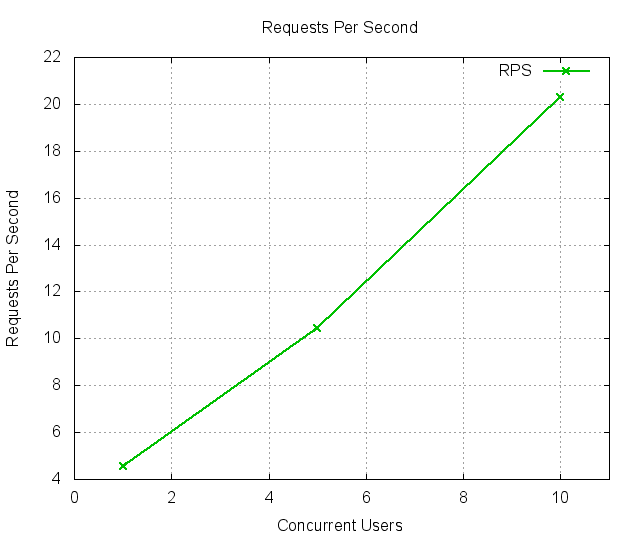 Requests Per Second
RPS
Requests Per Second
22
20
18
16
14
12
10
8
6
4
0 2 4 6 8 10
Concurrent Users